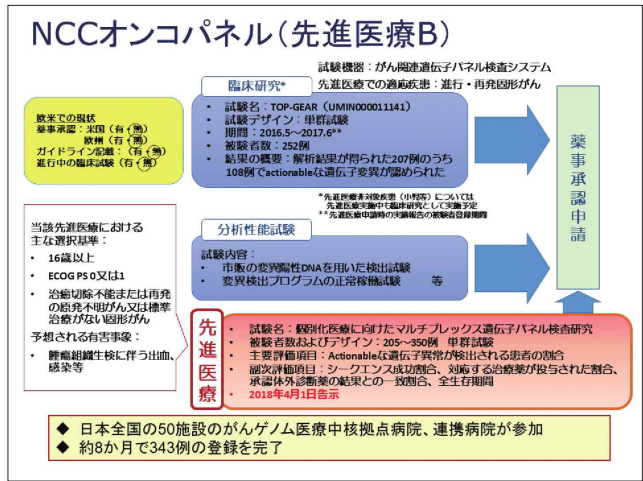 NCCオンコパネル(先進医療B)
試験機器：がん関連遺伝子パネル検査システム
先進医療での適応疾患：進行・再発固形がん
欧米での現状
薬事承認：米国（有・無）
欧州（有・無）
ガイドライン記載：（有・無）
進行中の臨床試験（有・無）
臨床研究*
• 試験名：TOP-GEAR（UMIN000011141）
• 試験デザイン：単群試験
• 期間：2016.5～2017.6**
• 被験者数：252例
• 結果の概要：解析結果が得られた207例のうち
108例でactionableな遺伝子変異が認められた
*先進医療非対象疾患（小児等）については
先進医療実施中も臨床研究として実施予定
**先進医療申請時の実績報告の被験者登録期間
薬事承認申請
当該先進医療における
主な選択基準：
• 16歳以上
• ECOG PS 0又は1
• 治癒切除不能または再発
の原発不明がん又は標準
治療がない固形がん
予想される有害事象：
• 腫瘍組織生検に伴う出血、
感染等
分析性能試験
試験内容：
• 市販の変異陽性DNAを用いた検出試験
• 変異検出プログラムの正常稼働試験 等
先進医療
• 試験名：個別化医療に向けたマルチプレックス遺伝子パネル検査研究
• 被験者数およびデザイン：205～350例 単群試験
• 主要評価項目：Actionableな遺伝子異常が検出される患者の割合
• 副次評価項目：シークエンス成功割合、対応する治療薬が投与された割合、
承認体外診断薬の結果との一致割合、全生存期間
• 2018年4月1日告示
◆ 日本全国の50施設のがんゲノム医療中核拠点病院、連携病院が参加
◆ 約8か月で343例の登録を完了